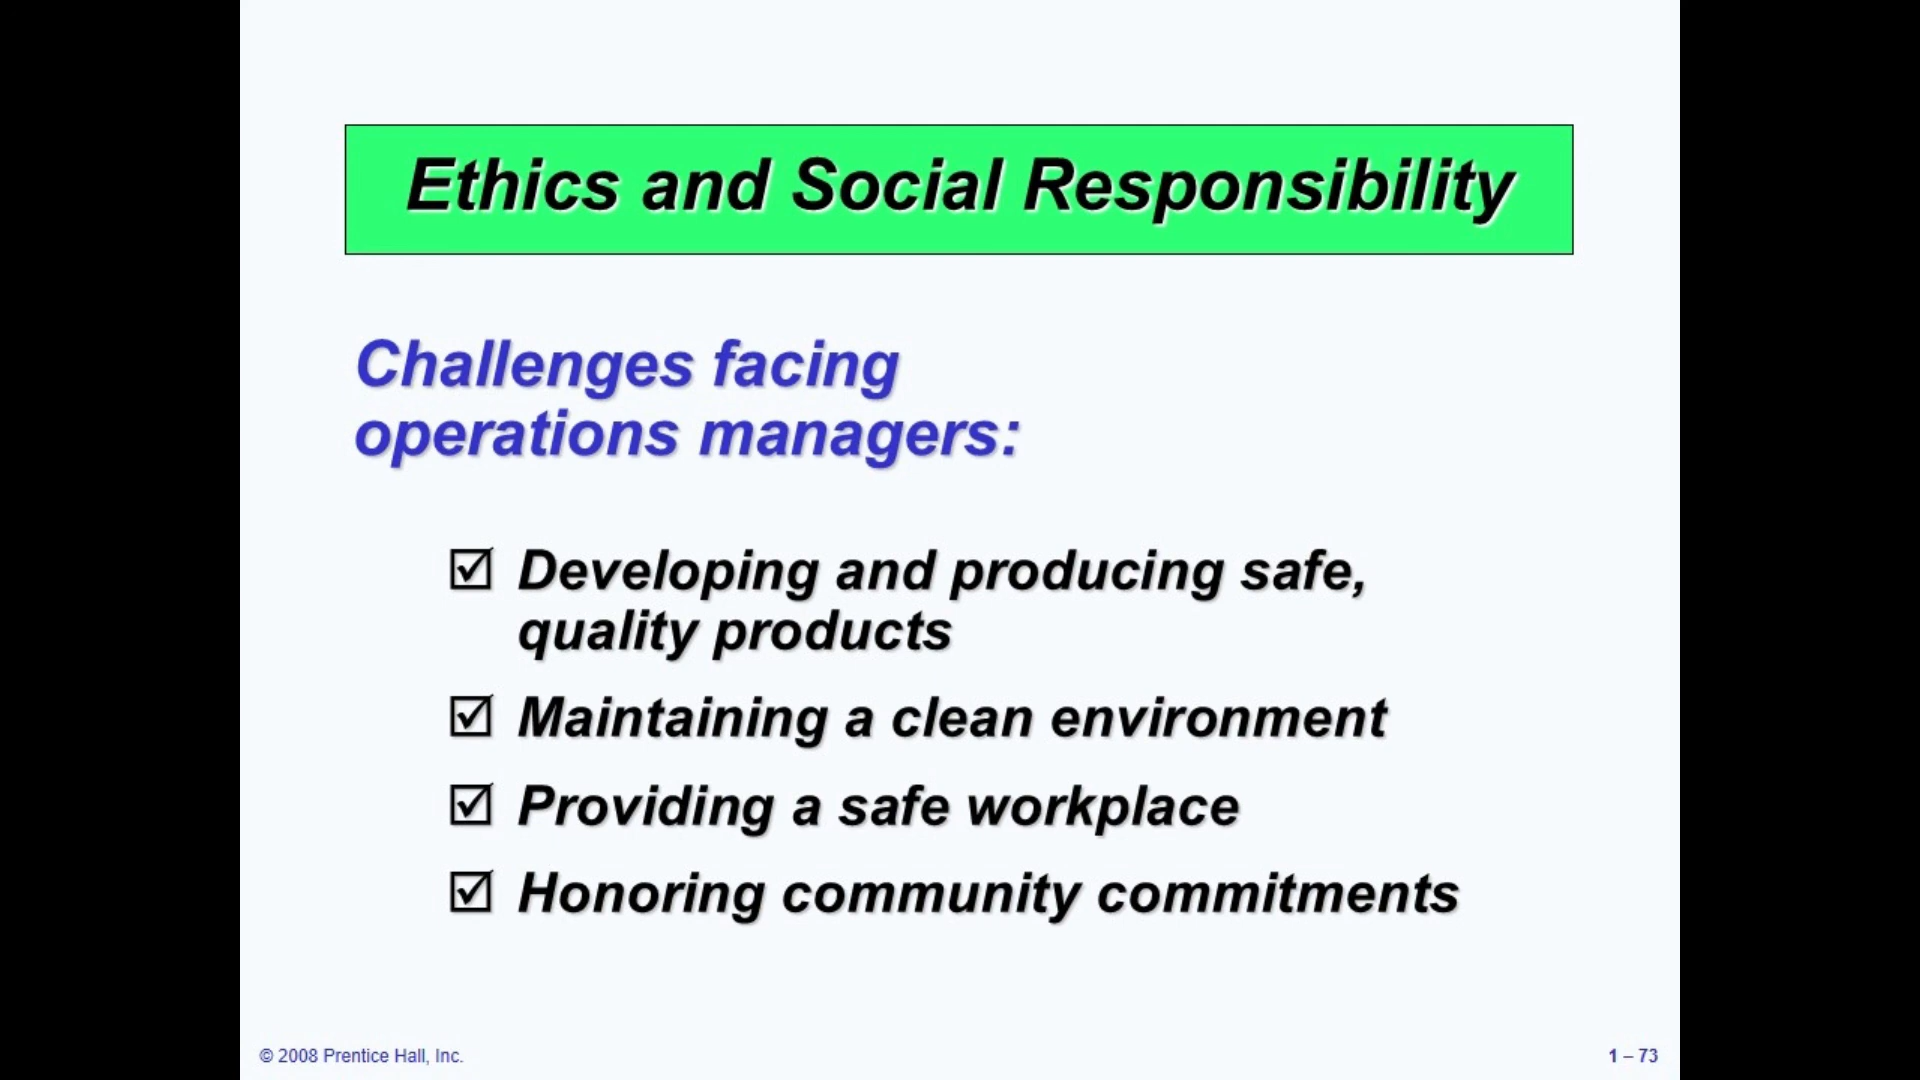 Ethics and Social Responsibility
Challenges facing
operations managers:
☑ Developing and producing safe,
quality products
☑ Maintaining a clean environment
☑ Providing a safe workplace
☑ Honoring community commitments
© 2008 Prentice Hall, Inc.
1 – 73